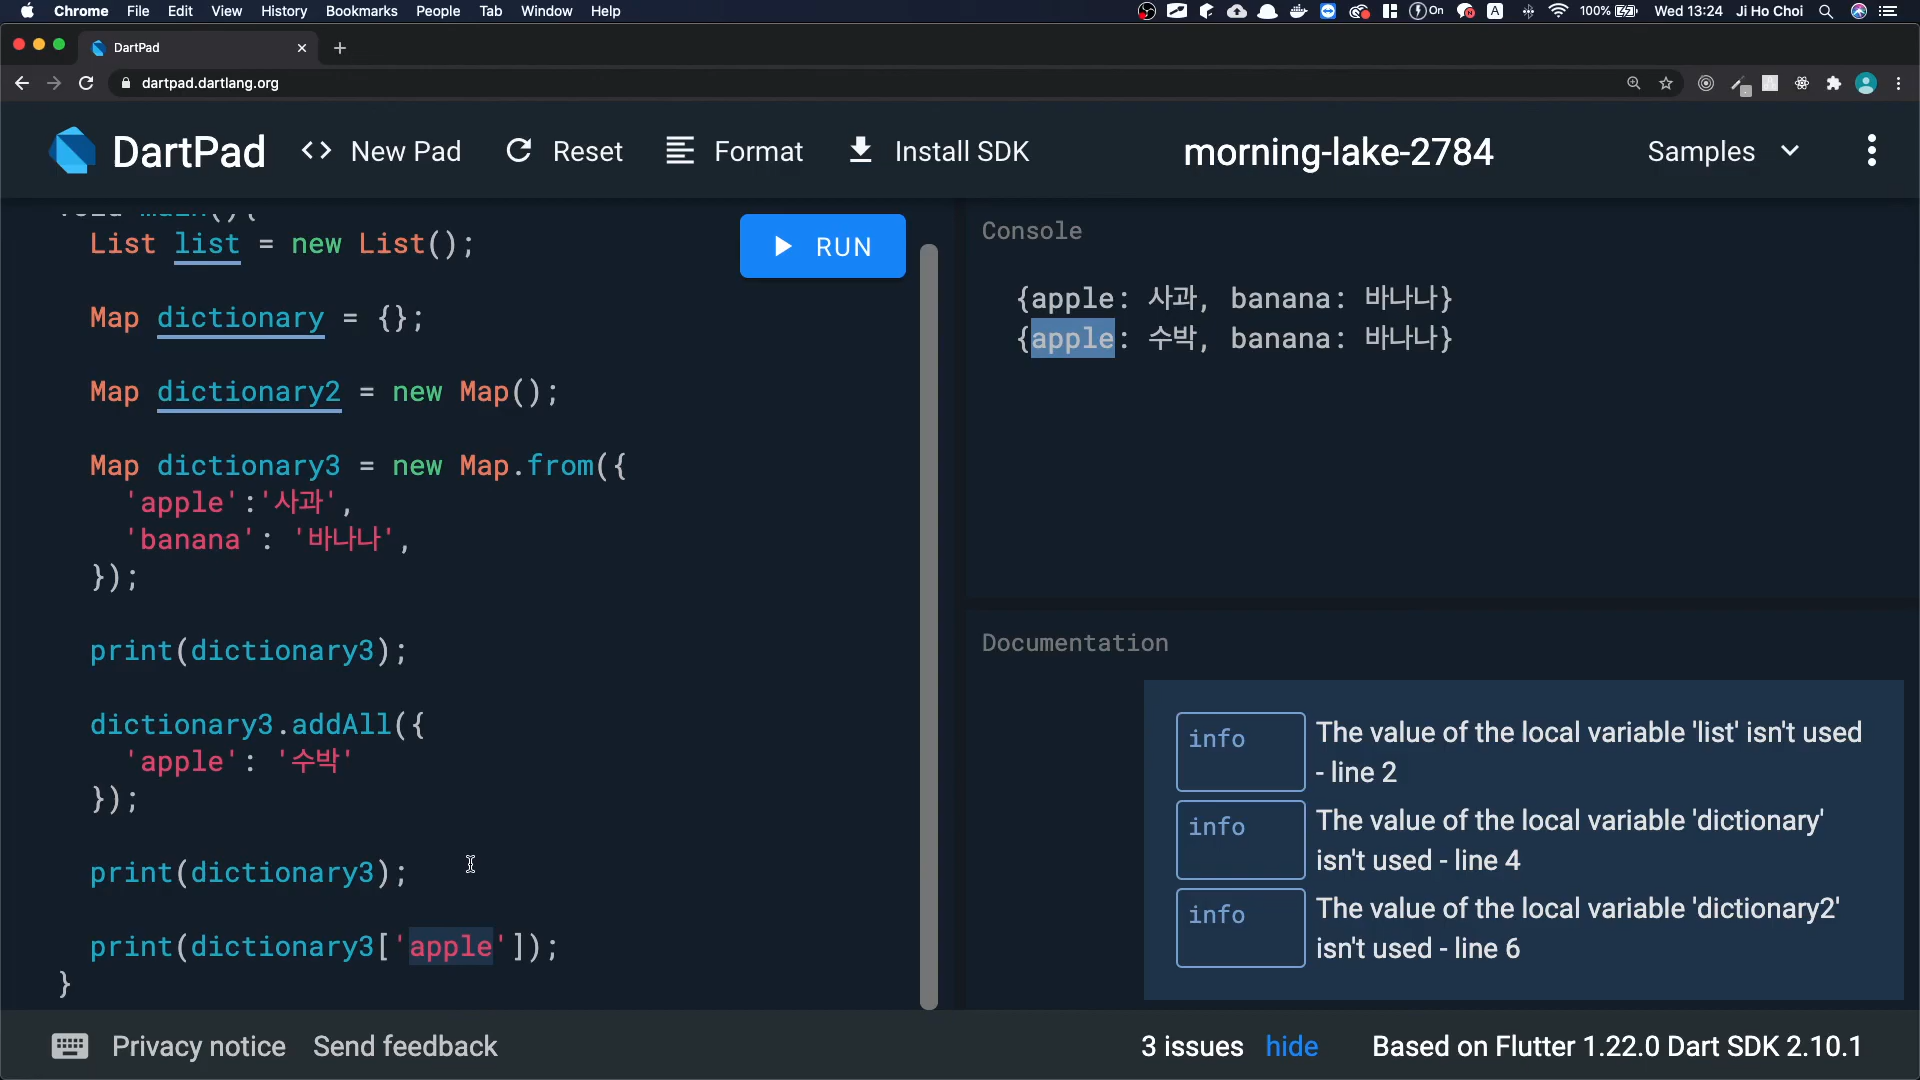 Chrome File Edit View History Bookmarks People Tab Window Help On 100% Wed 13:24 Ji Ho Choi
DartPad
dartpad.dartlang.org
DartPad <> New Pad Reset Format Install SDK morning-lake-2784 Samples
void main(){
List list = new List();
Map dictionary = {};
Map dictionary2 = new Map();
Map dictionary3 = new Map.from({
'apple':'사과',
'banana': '바나나',
});
print(dictionary3);
dictionary3.addAll({
'apple': '수박'
});
print(dictionary3);
print(dictionary3['apple']);
}
RUN
Console
{apple: 사과, banana: 바나나}
{apple: 수박, banana: 바나나}
Documentation
info The value of the local variable 'list' isn't used
- line 2
info The value of the local variable 'dictionary'
isn't used - line 4
info The value of the local variable 'dictionary2'
isn't used - line 6
Privacy notice Send feedback 3 issues hide Based on Flutter 1.22.0 Dart SDK 2.10.1